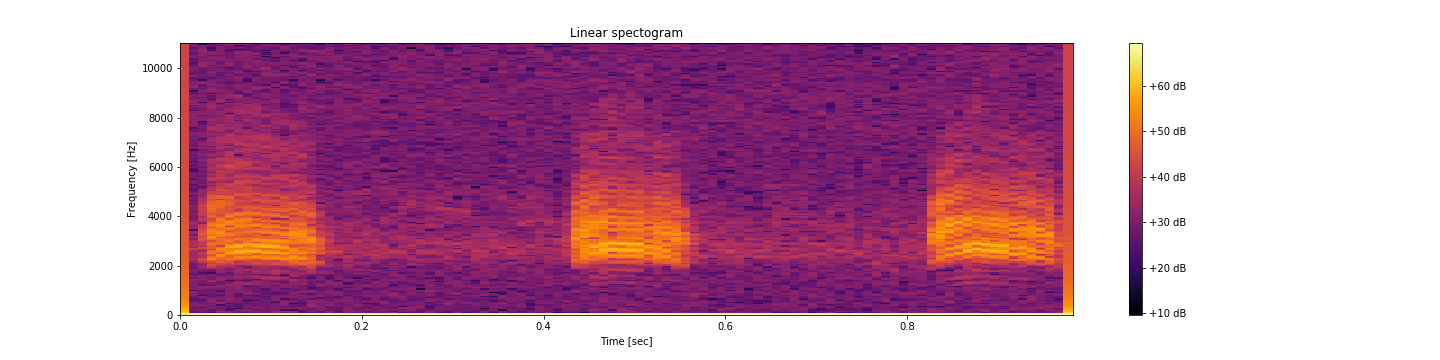 Linear spectogram
Frequency [Hz]
10000
8000
6000
4000
2000
0
0.0
0.2
0.4
0.6
0.8
Time [sec]
+60 dB
+50 dB
+40 dB
+30 dB
+20 dB
+10 dB